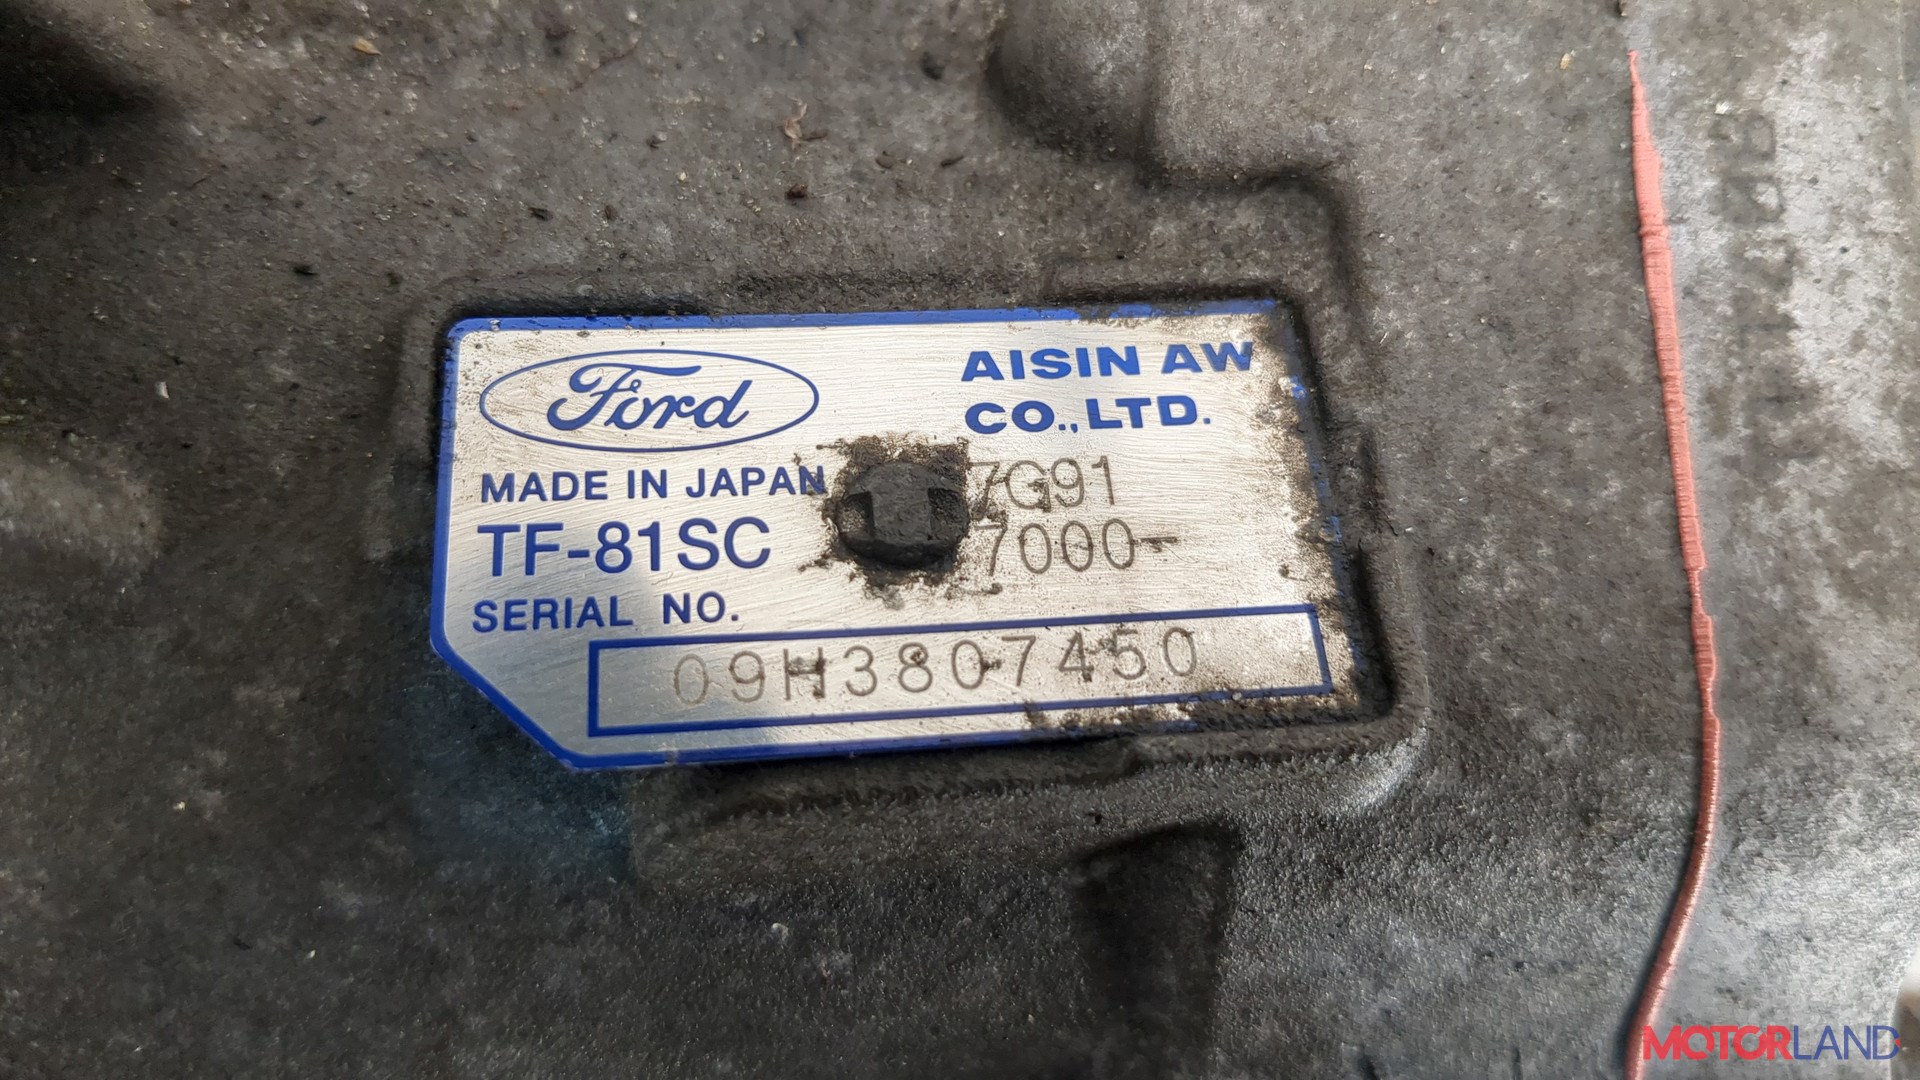 Ford
AISIN AW
CO.,LTD.
MADE IN JAPAN
7G91
TF-81SC
7000-
SERIAL NO.
09H3807450
MOTORLAND